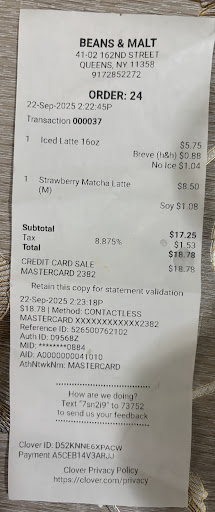 BEANS & MALT
41-02 162ND STREET
QUEENS, NY 11358
9172852272
ORDER: 24
22-Sep-2025 2:22:45P
Transaction 000037
1 Iced Latte 16oz $5.75
Breve (h&h) $0.88
No Ice $1.04
1 Strawberry Matcha Latte (M) $8.50
Soy $1.08
Subtotal $17.25
Tax 8.875% $1.53
Total $18.78
CREDIT CARD SALE $18.78
MASTERCARD 2382
Retain this copy for statement validation
22-Sep-2025 2:23:18P
$18.78 | Method: CONTACTLESS
MASTERCARD XXXXXXXXXXXX2382
Reference ID: 526500762102
Auth ID: 09568Z
MID: ********0884
AID: A0000000041010
AthNtwkNm: MASTERCARD
How are we doing?
Text "7sn2i9" to 73752
to send us your feedback
Clover ID: D52KNNE6XPACW
Payment A5CEB14V3ARJJ
Clover Privacy Policy
https://clover.com/privacy